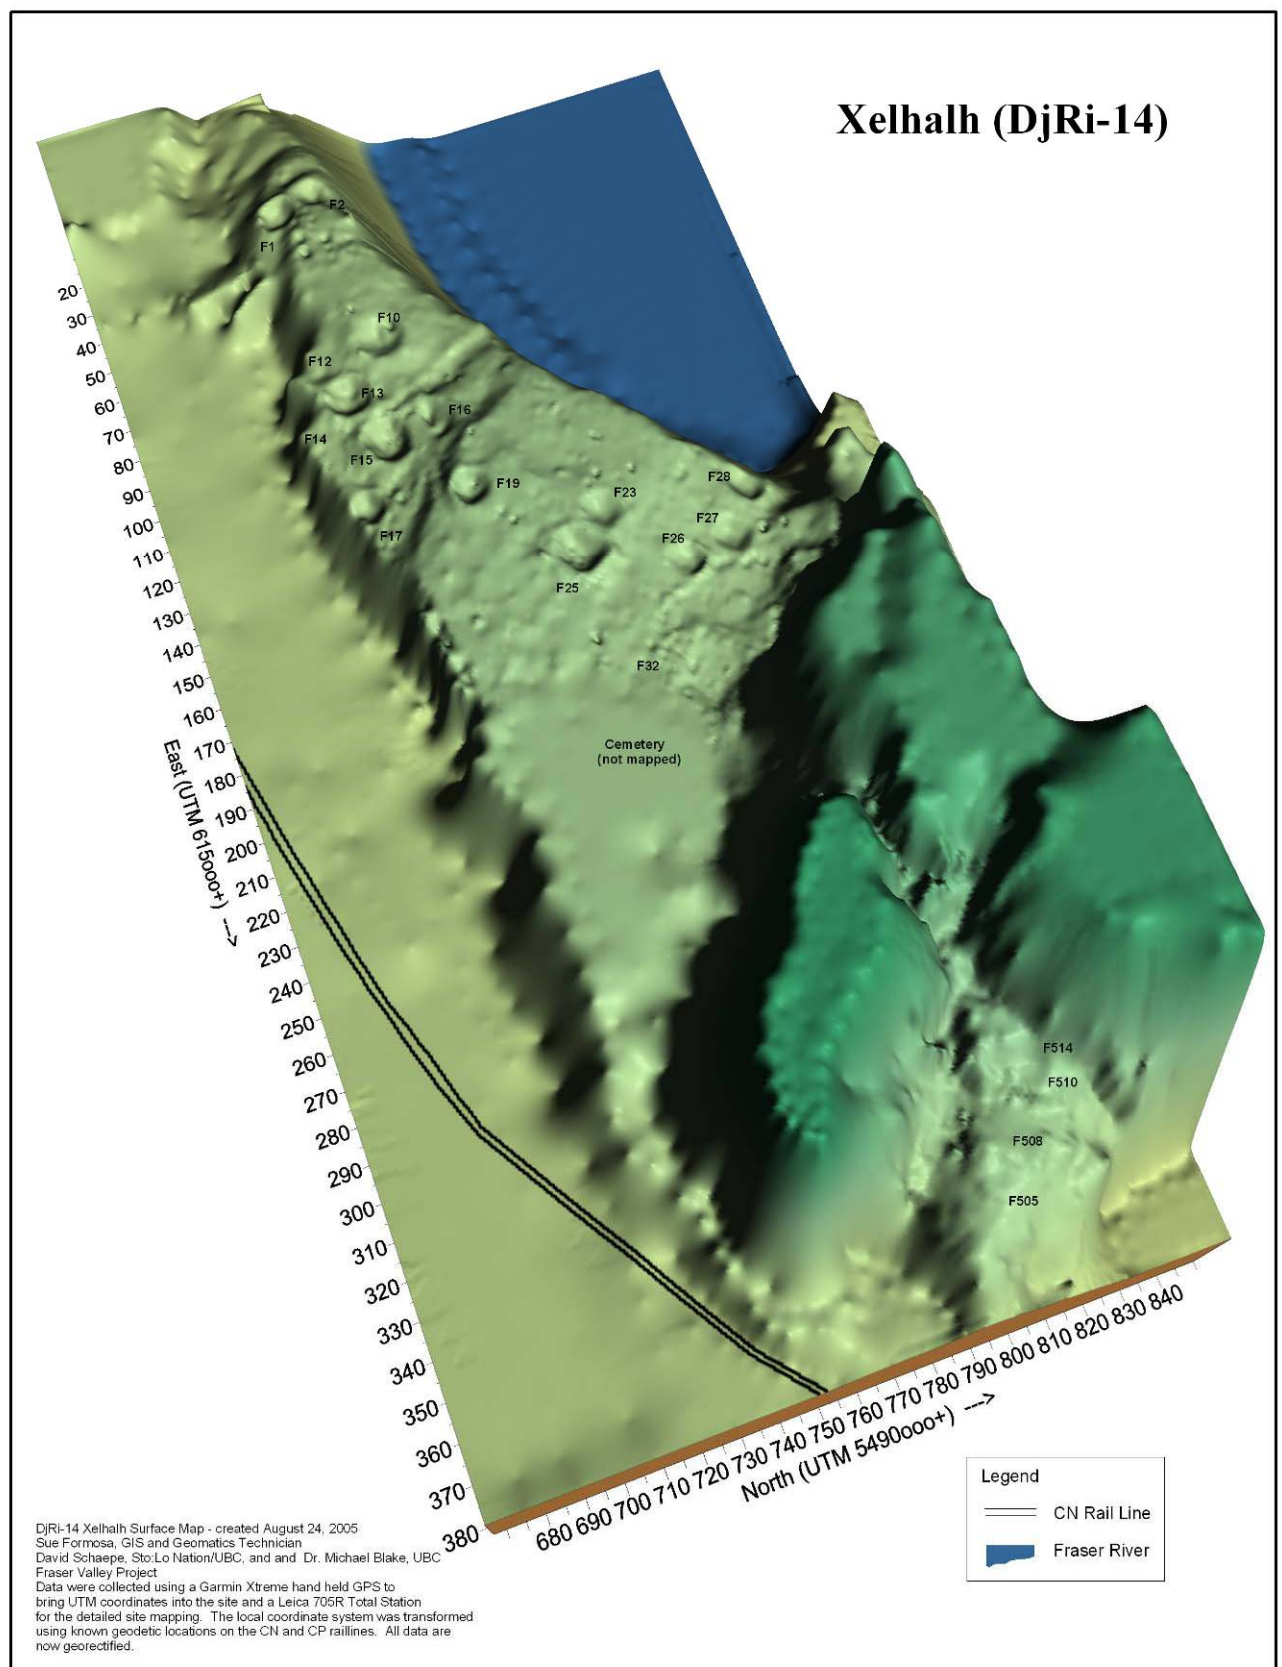 Xelhalh (DjRi-14)
F2
F1
F10
F12
F13
F16
F14
F15
F19
F28
F23
F27
F17
F26
F25
F32
Cemetery
(not mapped)
F514
F510
F508
F505
20
30
40
50
60
70
80
90
100
110
120
130
140
150
160
170
180
190
200
210
220
230
240
250
260
270
280
290
300
310
320
330
340
350
360
370
380
East (UTM 615ooo+) --->
680 690 700 710 720 730 740 750 760 770 780 790 800 810 820 830 840
North (UTM 5490ooo+) --->
Legend
CN Rail Line
Fraser River
DjRi-14 Xelhalh Surface Map - created August 24, 2005
Sue Formosa, GIS and Geomatics Technician
David Schaepe, Sto:Lo Nation/UBC, and and Dr. Michael Blake, UBC
Fraser Valley Project
Data were collected using a Garmin Xtreme hand held GPS to
bring UTM coordinates into the site and a Leica 705R Total Station
for the detailed site mapping. The local coordinate system was transformed
using known geodetic locations on the CN and CP raillines. All data are
now georectified.